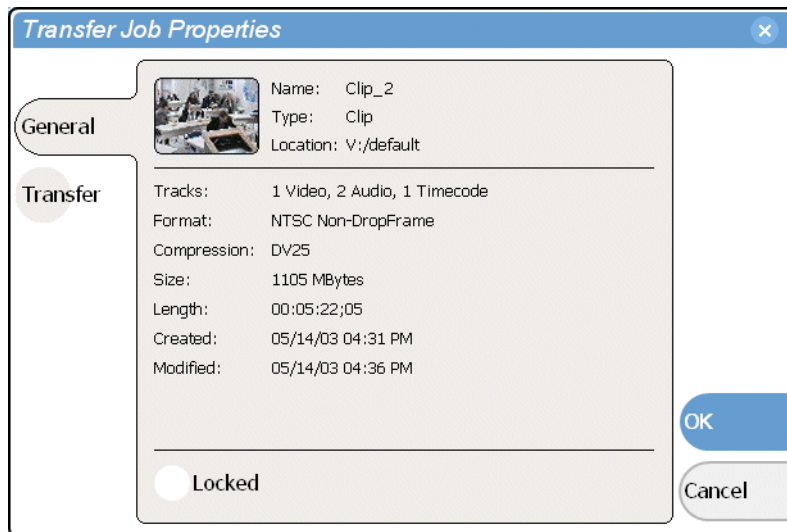 Transfer Job Properties
General
Transfer
Name: Clip_2
Type: Clip
Location: V:/default
Tracks: 1 Video, 2 Audio, 1 Timecode
Format: NTSC Non-DropFrame
Compression: DV25
Size: 1105 MBytes
Length: 00:05:22;05
Created: 05/14/03 04:31 PM
Modified: 05/14/03 04:36 PM
Locked
OK
Cancel